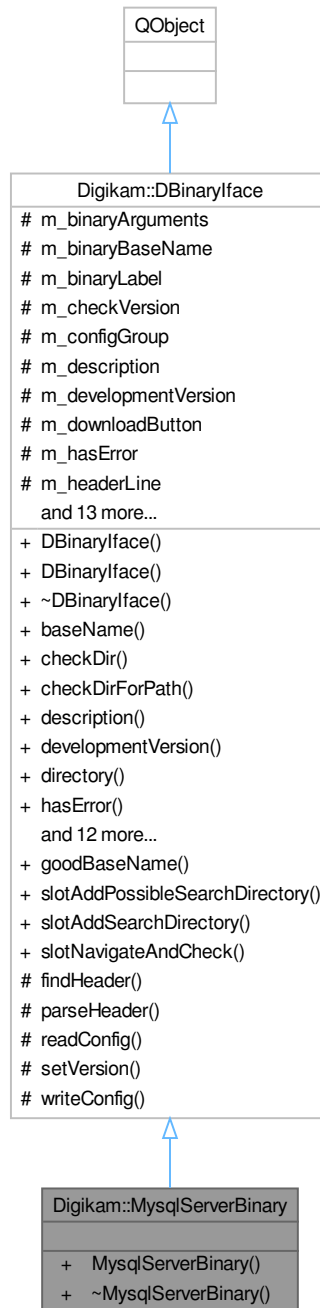 QObject
Digikam::DBinaryIface
# m_binaryArguments
# m_binaryBaseName
# m_binaryLabel
# m_checkVersion
# m_configGroup
# m_description
# m_developmentVersion
# m_downloadButton
# m_hasError
# m_headerLine
and 13 more...
+ DBinaryIface()
+ DBinaryIface()
+ ~DBinaryIface()
+ baseName()
+ checkDir()
+ checkDirForPath()
+ description()
+ developmentVersion()
+ directory()
+ hasError()
and 12 more...
+ goodBaseName()
+ slotAddPossibleSearchDirectory()
+ slotAddSearchDirectory()
+ slotNavigateAndCheck()
# findHeader()
# parseHeader()
# readConfig()
# setVersion()
# writeConfig()
Digikam::MysqlServerBinary
+ MysqlServerBinary()
+ ~MysqlServerBinary()